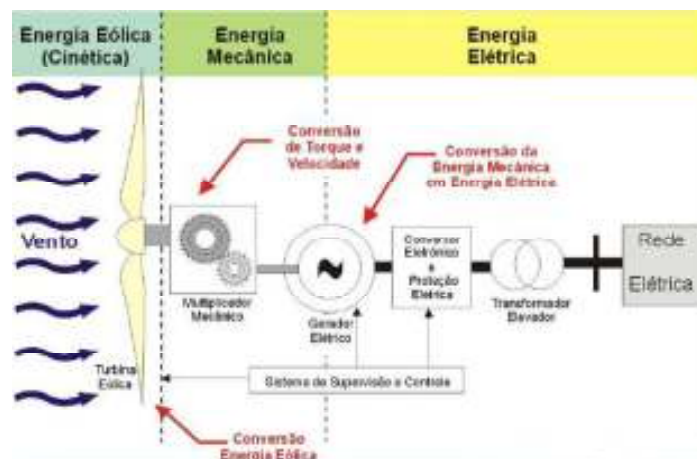 Energia Eólica
(Cinética)
Energia
Mecânica
Energia
Elétrica
Conversão
de Torque e
Velocidade
Conversão da
Energia Mecânica
em Energia Elétrica
Vento
Multiplicador
Mecânico
Gerador
Elétrico
Conversor
Eletrônico
e
Proteção
Elétrica
Transformador
Elevador
Rede
Elétrica
Turbina
Eólica
Sistema de Supervisão e Controle
Conversão
Energia Eólica